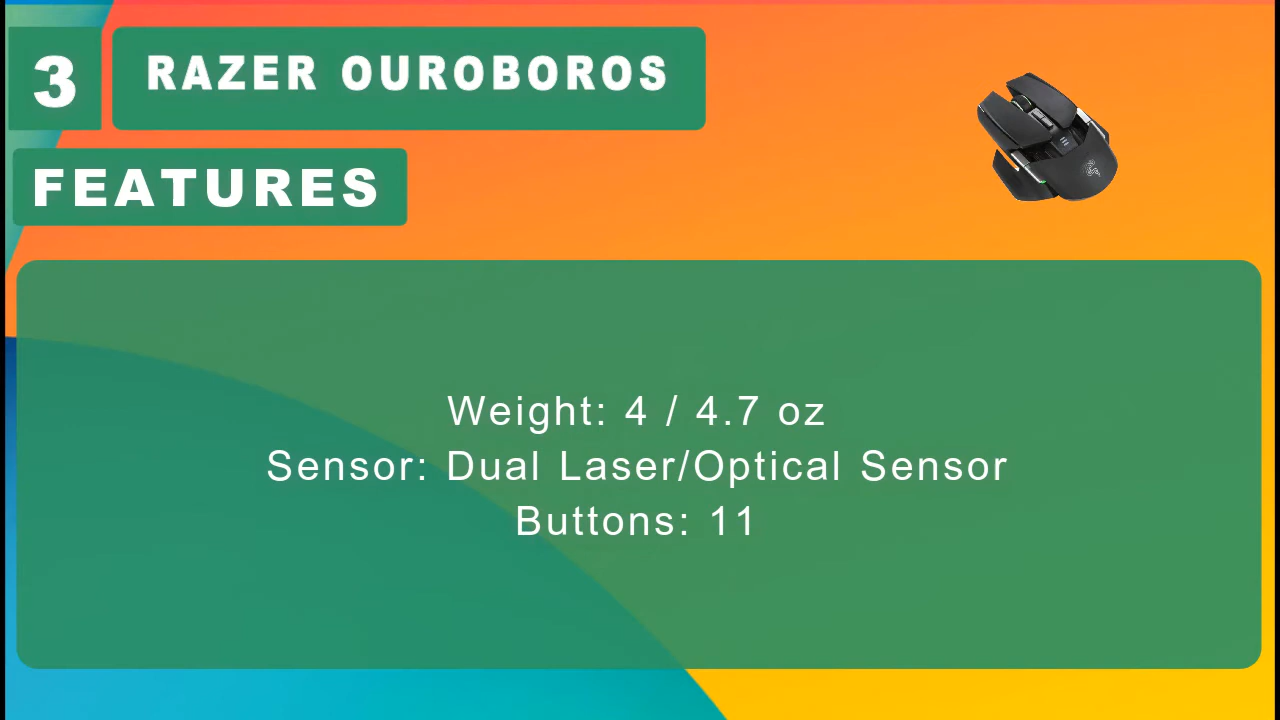 3
RAZER OUROBOROS
FEATURES
Weight: 4 / 4.7 oz
Sensor: Dual Laser/Optical Sensor
Buttons: 11